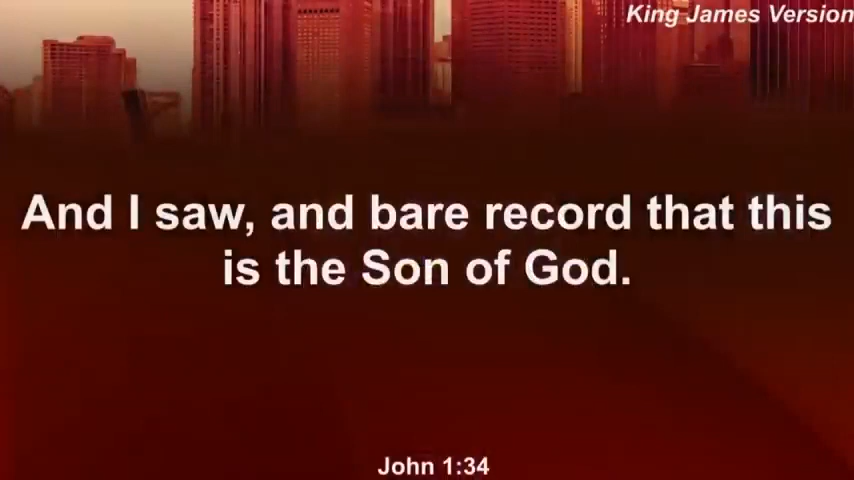 King James Version
And I saw, and bare record that this
is the Son of God.
John 1:34